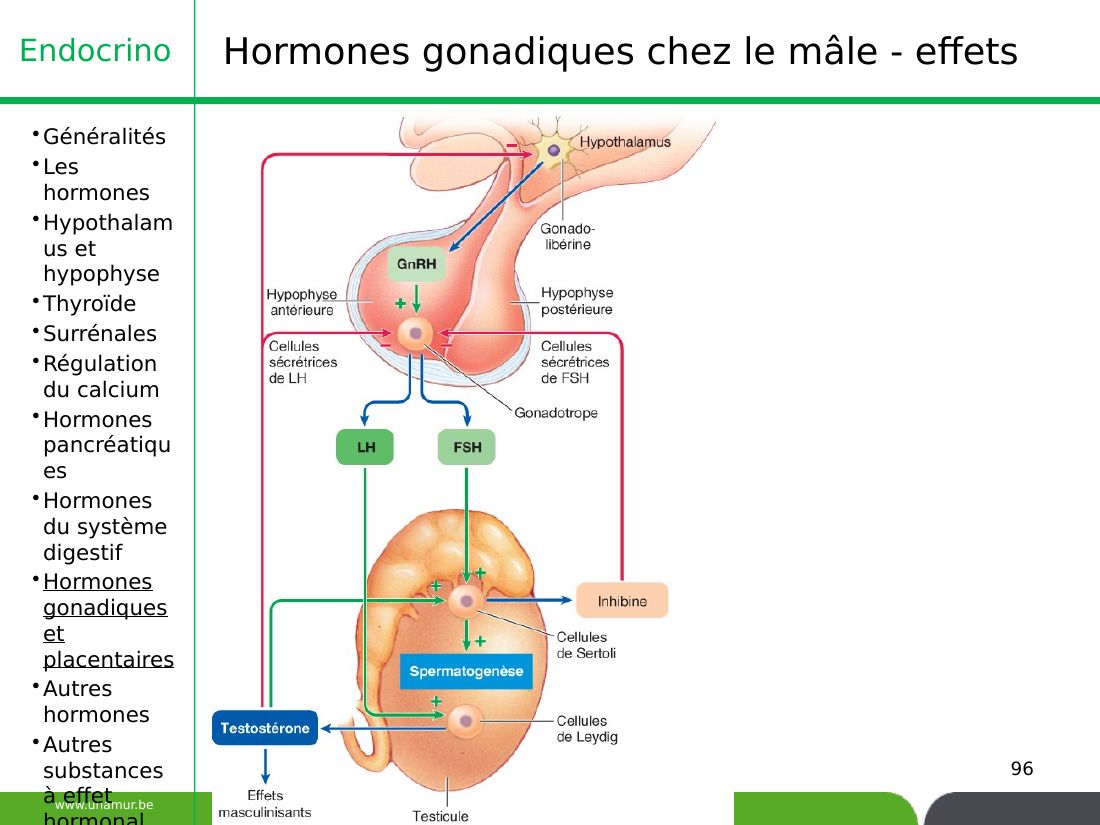 Endocrino
Hormones gonadiques chez le mâle - effets
•Généralités
•Les
hormones
•Hypothalam
us et
hypophyse
•Thyroïde
•Surrénales
•Régulation
du calcium
•Hormones
pancréatiqu
es
•Hormones
du système
digestif
•Hormones
gonadiques
et
placentaires
•Autres
hormones
•Autres
substances
à effet
hormonal
www.unamur.be
–
Hypothalamus
Gonado-
libérine
GnRH
+
Hypophyse
antérieure
Hypophyse
postérieure
–
–
Cellules
sécrétrices
de LH
Cellules
sécrétrices
de FSH
Gonadotrope
LH
FSH
+
+
Inhibine
Cellules
de Sertoli
+
Spermatogenèse
+
Testostérone
Cellules
de Leydig
Effets
masculinisants
Testicule
96